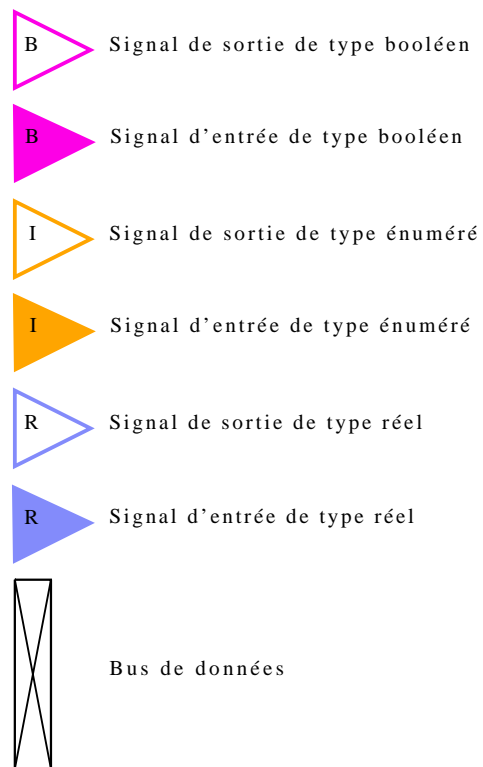 B Signal de sortie de type booléen
B Signal d'entrée de type booléen
I Signal de sortie de type énuméré
I Signal d'entrée de type énuméré
R Signal de sortie de type réel
R Signal d'entrée de type réel
Bus de données